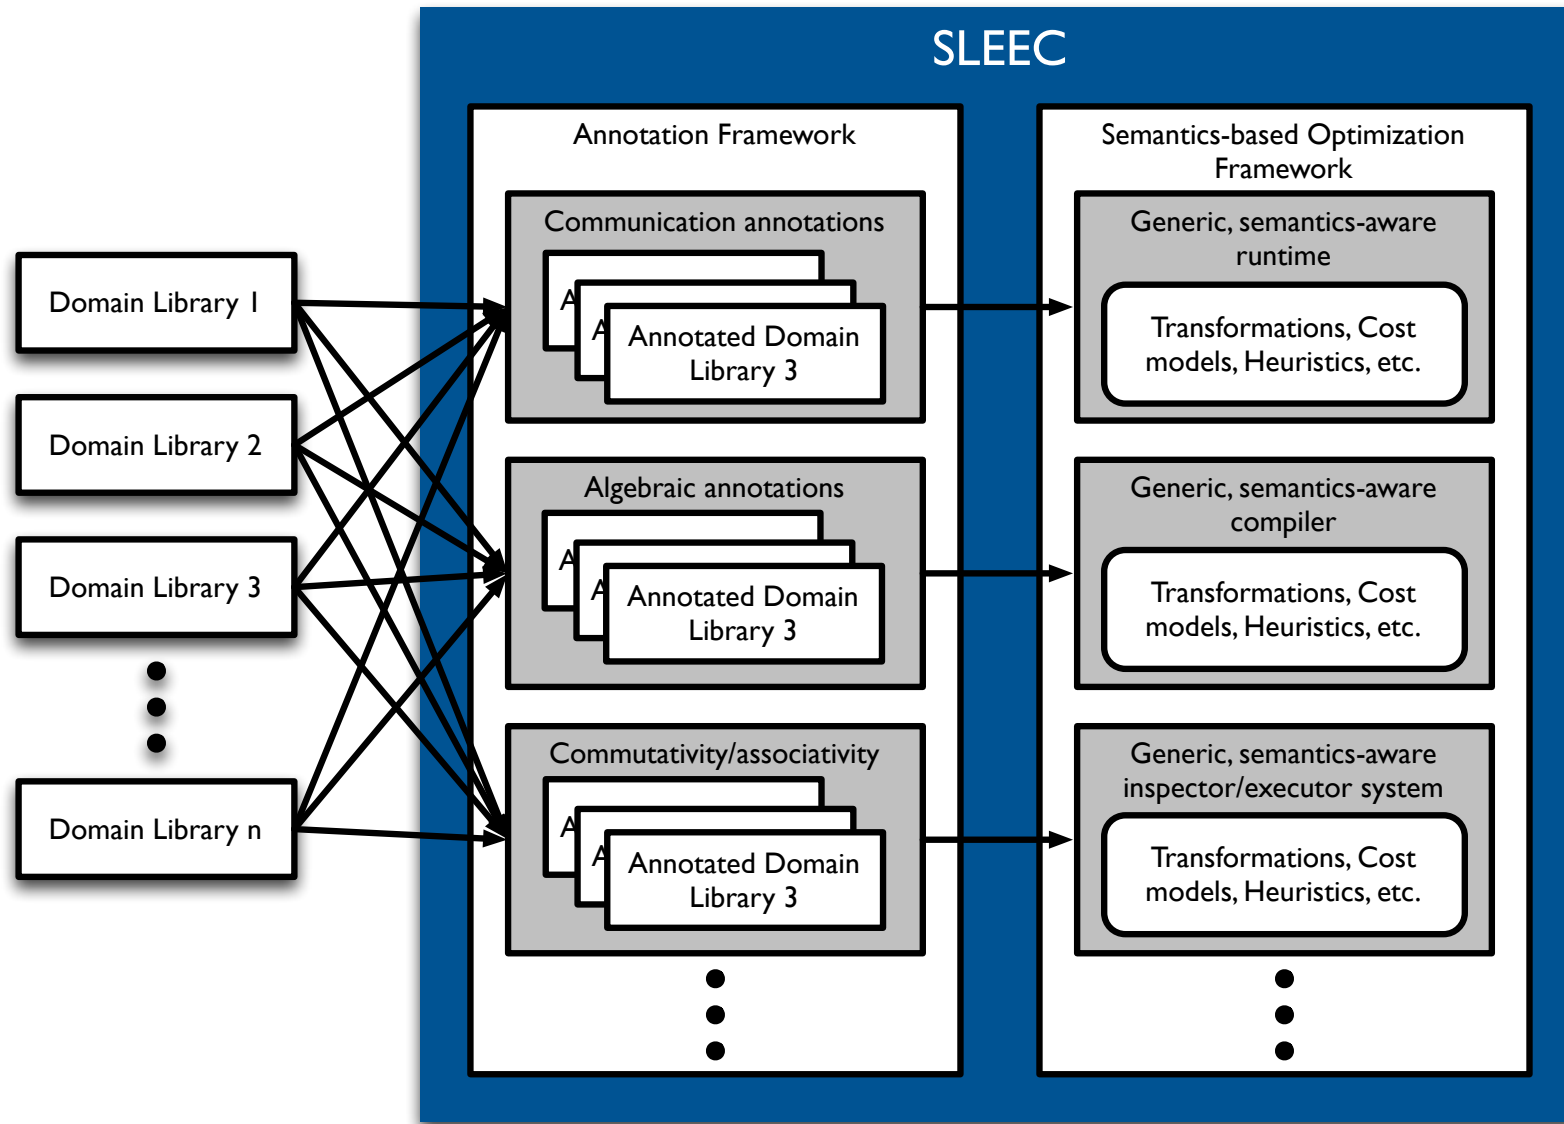 SLEEC
Domain Library 1
Domain Library 2
Domain Library 3
Domain Library n
Annotation Framework
Communication annotations
A
A
Annotated Domain
Library 3
Algebraic annotations
A
A
Annotated Domain
Library 3
Commutativity/associativity
A
A
Annotated Domain
Library 3
Semantics-based Optimization
Framework
Generic, semantics-aware
runtime
Transformations, Cost
models, Heuristics, etc.
Generic, semantics-aware
compiler
Transformations, Cost
models, Heuristics, etc.
Generic, semantics-aware
inspector/executor system
Transformations, Cost
models, Heuristics, etc.